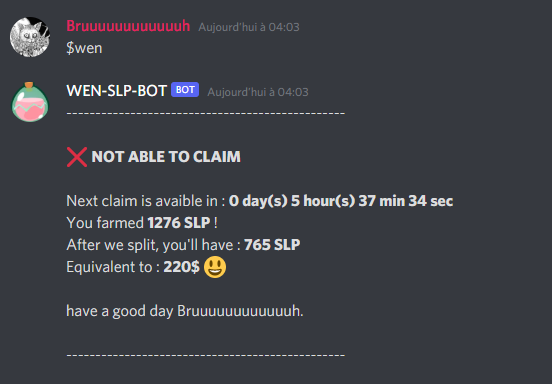 Bruuuuuuuuuuuuh Aujourd'hui à 04:03
$wen
WEN-SLP-BOT BOT Aujourd'hui à 04:03
-----------------------------------------------
❌ NOT ABLE TO CLAIM
Next claim is avaible in : 0 day(s) 5 hour(s) 37 min 34 sec
You farmed 1276 SLP !
After we split, you'll have : 765 SLP
Equivalent to : 220$ 😃
have a good day Bruuuuuuuuuuuuh.
-----------------------------------------------